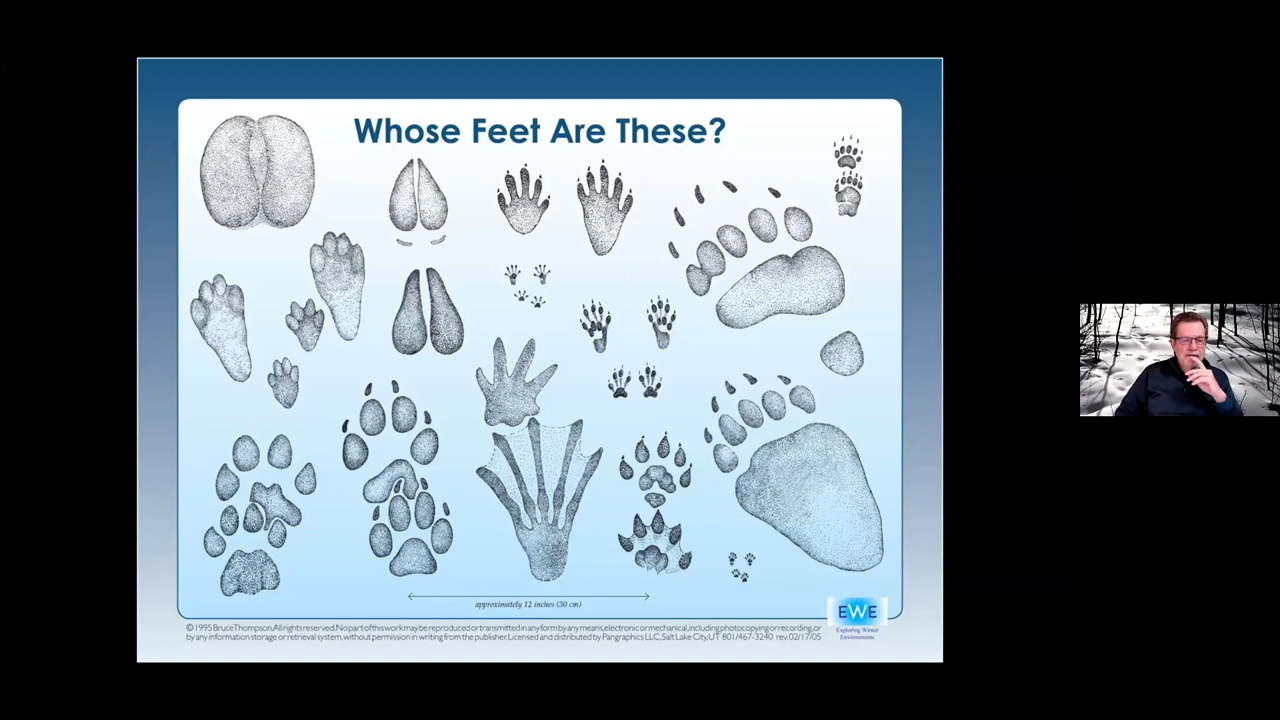 Whose Feet Are These?
approximately 12 inches (30 cm)
EWE
Exploring Winter
Environments
© 1995 Bruce Thompson. All rights reserved. No part of this work may be reproduced or transmitted in any form by any means, electronic or mechanical, including photocopying or recording, or
by any information storage or retrieval system, without permission in writing from the publisher. Licensed and distributed by Pangraphics LLC, Salt Lake City, UT 801/467-3240 rev. 02/17/05